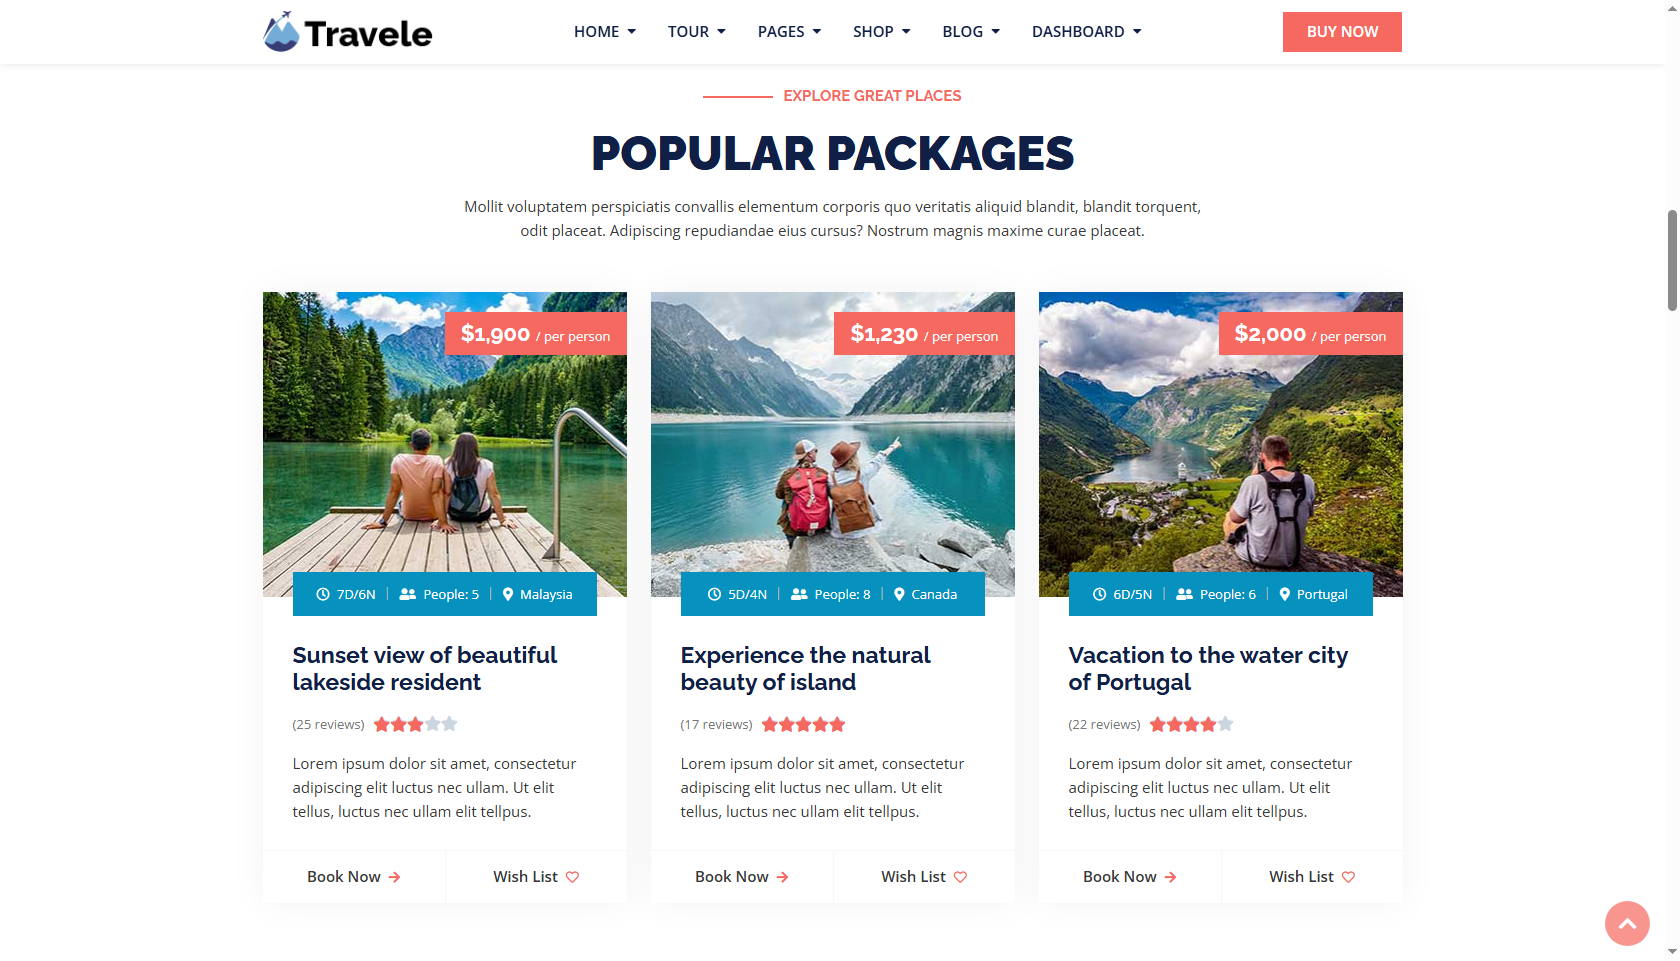 Travele
HOME TOUR PAGES SHOP BLOG DASHBOARD
BUY NOW
EXPLORE GREAT PLACES
POPULAR PACKAGES
Mollit voluptatem perspiciatis convallis elementum corporis quo veritatis aliquid blandit, blandit torquent,
odit placeat. Adipiscing repudiandae eius cursus? Nostrum magnis maxime curae placeat.
$1,900 / per person
7D/6N | People: 5 | Malaysia
Sunset view of beautiful
lakeside resident
(25 reviews)
Lorem ipsum dolor sit amet, consectetur
adipiscing elit luctus nec ullam. Ut elit
tellus, luctus nec ullam elit tellpus.
Book Now
Wish List
$1,230 / per person
5D/4N | People: 8 | Canada
Experience the natural
beauty of island
(17 reviews)
Lorem ipsum dolor sit amet, consectetur
adipiscing elit luctus nec ullam. Ut elit
tellus, luctus nec ullam elit tellpus.
Book Now
Wish List
$2,000 / per person
6D/5N | People: 6 | Portugal
Vacation to the water city
of Portugal
(22 reviews)
Lorem ipsum dolor sit amet, consectetur
adipiscing elit luctus nec ullam. Ut elit
tellus, luctus nec ullam elit tellpus.
Book Now
Wish List